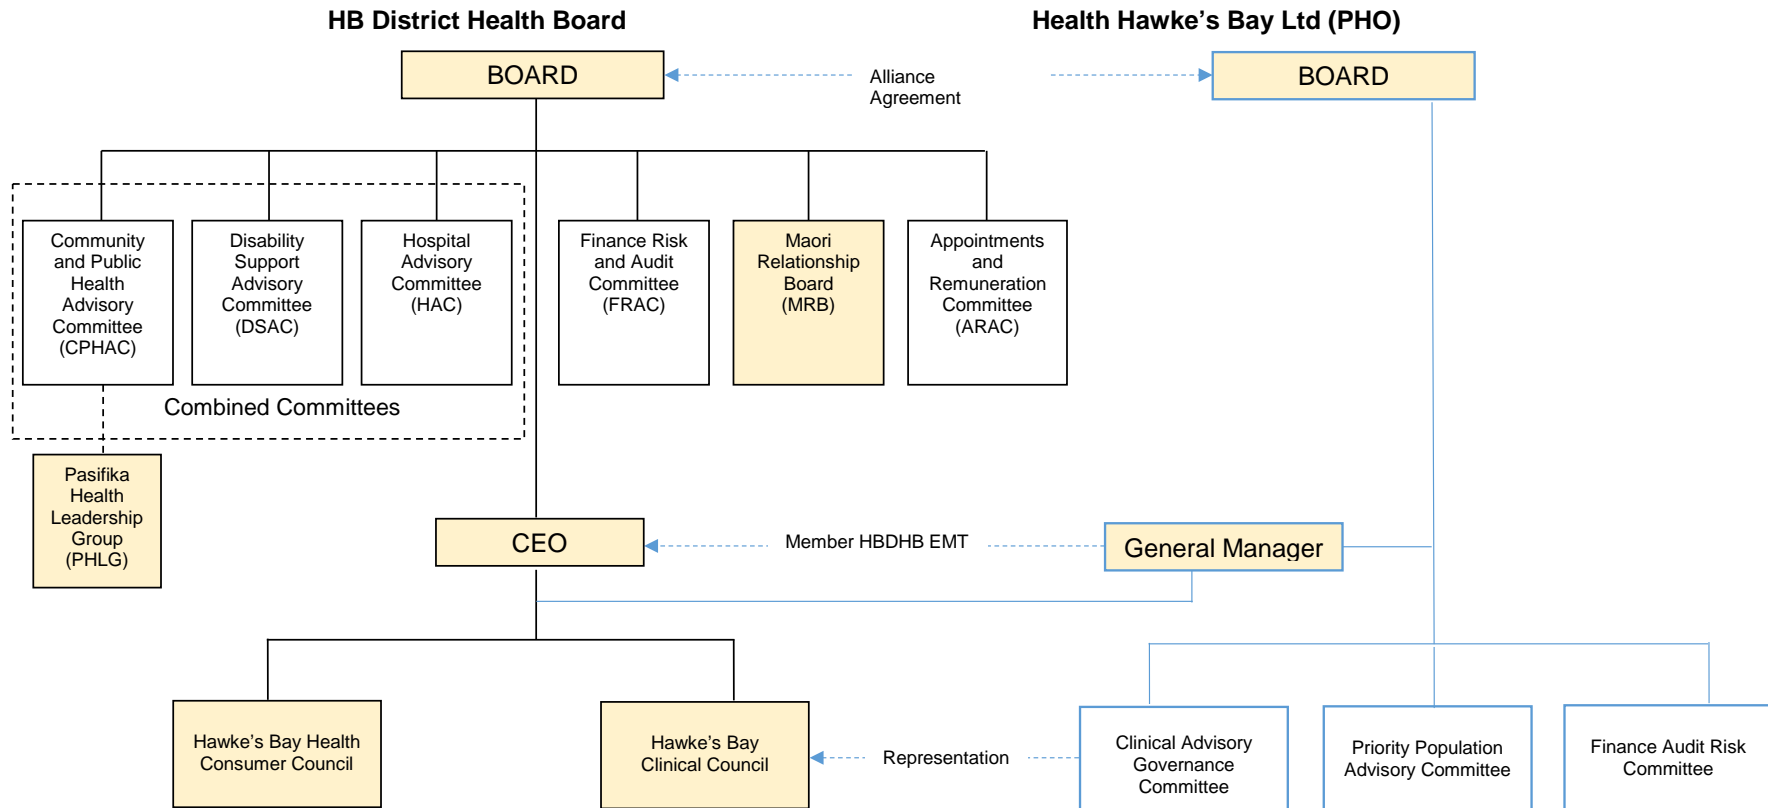 HB District Health Board
Health Hawke's Bay Ltd (PHO)
BOARD
Alliance
Agreement
BOARD
Community
and Public
Health
Advisory
Committee
(CPHAC)
Disability
Support
Advisory
Committee
(DSAC)
Hospital
Advisory
Committee
(HAC)
Finance Risk
and Audit
Committee
(FRAC)
Maori
Relationship
Board
(MRB)
Appointments
and
Remuneration
Committee
(ARAC)
Combined Committees
Pasifika
Health
Leadership
Group
(PHLG)
CEO
Member HBDHB EMT
General Manager
Hawke's Bay Health
Consumer Council
Hawke's Bay
Clinical Council
Representation
Clinical Advisory
Governance
Committee
Priority Population
Advisory Committee
Finance Audit Risk
Committee